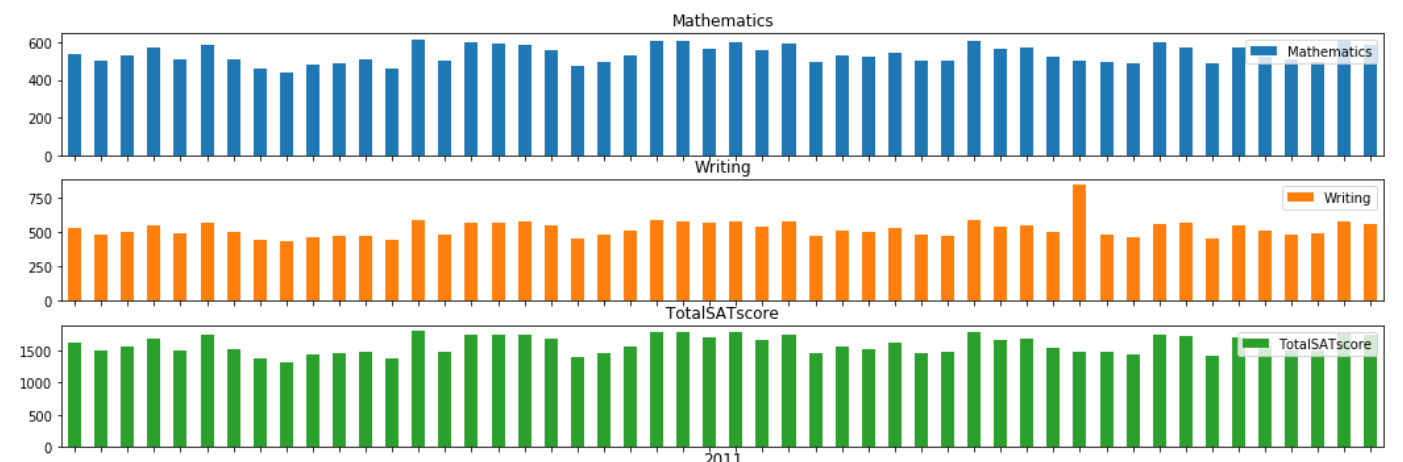 Mathematics
600
400
200
0
Mathematics
Writing
750
500
250
0
Writing
TotalSATscore
1500
1000
500
0
TotalSATscore
2011